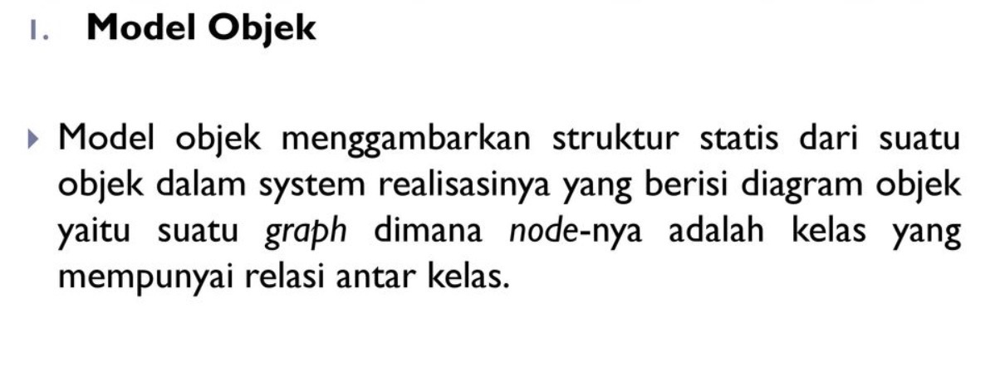 1. Model Objek
Model objek menggambarkan struktur statis dari suatu
objek dalam system realisasinya yang berisi diagram objek
yaitu suatu graph dimana node-nya adalah kelas yang
mempunyai relasi antar kelas.